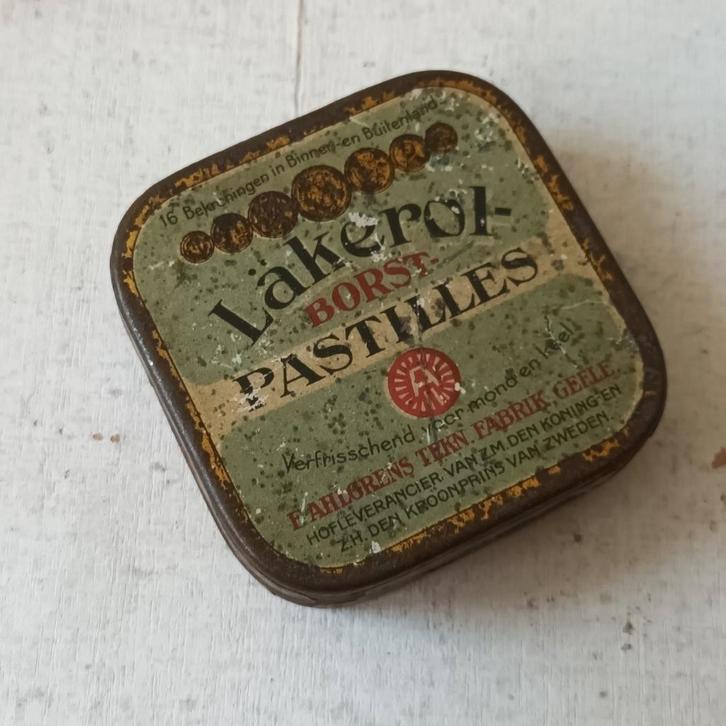 16 Bekroningen in Binnen- en Buitenland
Läkerol-
BORST-
PASTILLES
A
Verfrisschend voor mond en keel!
F. AHLGRENS TEKN. FABRIK, GEFLE
HOFLEVERANCIER VAN Z.M. DEN KONING EN
Z.H. DEN KROONPRINS VAN ZWEDEN